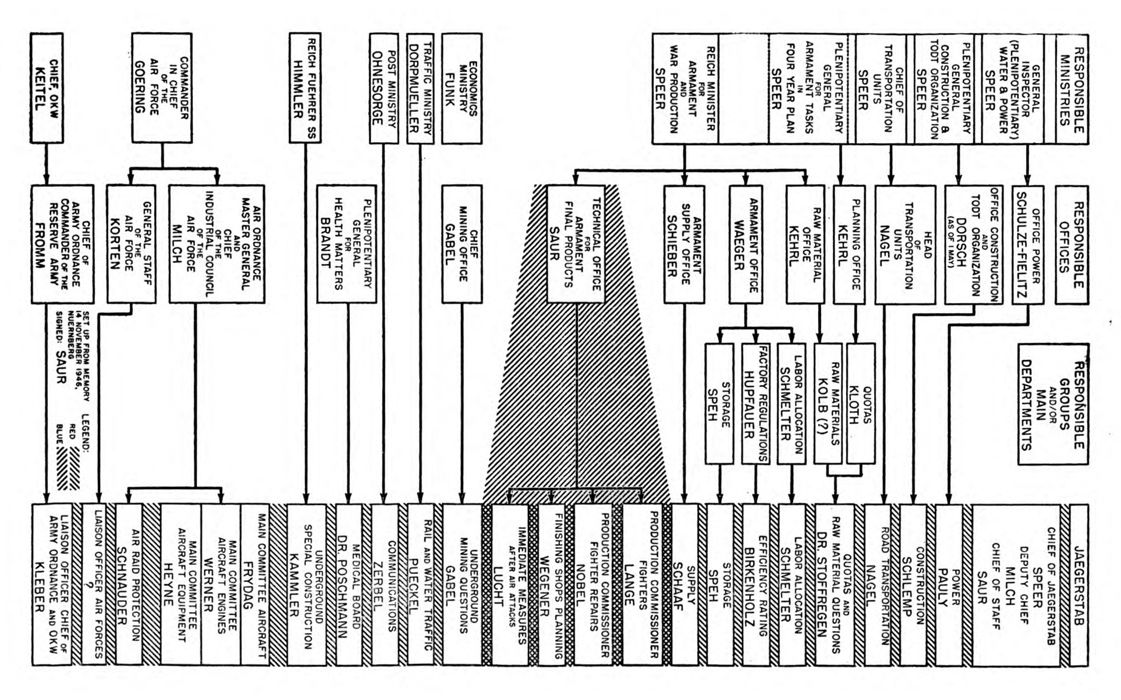 RESPONSIBLE
MINISTRIES
GENERAL
INSPECTOR
(PLENIPOTENTIARY)
WATER & POWER
SPEER
PLENIPOTENTIARY
GENERAL
CONSTRUCTION &
TODT ORGANIZATION
SPEER
CHIEF OF
TRANSPORTATION
UNITS
SPEER
PLENIPOTENTIARY
GENERAL
FOR
ARMAMENT TASKS
IN
FOUR YEAR PLAN
SPEER
REICH MINISTER
FOR
ARMAMENT
AND
WAR PRODUCTION
SPEER
ECONOMICS
MINISTRY
FUNK
TRAFFIC MINISTRY
DORPMUELER
POST MINISTRY
OHNESORGE
REICH FUEHRER SS
HIMMLER
COMMANDER
IN CHIEF
OF THE
AIR FORCE
GOERING
CHIEF, OKW
KEITEL
RESPONSIBLE
OFFICES
OFFICE POWER
SCHULZE-FIELITZ
OFFICE CONSTRUCTION
AND
TODT ORGANIZATION
DORSCH
(AS OF MAY)
HEAD
OF
TRANSPORTATION
UNITS
NAGEL
PLANNING OFFICE
KEHRL
RAW MATERIAL
OFFICE
KEHRL
ARMAMENT OFFICE
WAEGER
ARMAMENT
SUPPLY OFFICE
SCHIEBER
TECHNICAL OFFICE
FOR
ARMAMENT
FINAL PRODUCTS
SAUR
CHIEF
MINING OFFICE
GABEL
PLENIPOTENTIARY
GENERAL
FOR
HEALTH MATTERS
BRANDT
AIR ORDNANCE
MASTER GENERAL
AND
CHIEF
OF THE
INDUSTRIAL COUNCIL
OF THE
AIR FORCE
MILCH
GENERAL STAFF
OF THE
AIR FORCE
KORTEN
CHIEF OF
ARMY ORDNANCE
COMMANDER OF THE
RESERVE ARMY
FROMM
RESPONSIBLE
GROUPS
AND/OR
MAIN
DEPARTMENTS
QUOTAS
KLOTH
RAW MATERIALS
KOLB (?)
LABOR ALLOCATION
SCHMELTER
FACTORY REGULATIONS
HUPFAUER
STORAGE
SPEH
SET UP FROM MEMORY
14 NOVEMBER 1946,
NUERNBERG
SIGNED: SAUR
LEGEND:
RED
BLUE
JAEGERSTAB
CHIEF OF JAEGERSTAB
SPEER
DEPUTY CHIEF
MILCH
CHIEF OF STAFF
SAUR
POWER
PAULY
CONSTRUCTION
SCHLEMP
ROAD TRANSPORTATION
NAGEL
QUOTAS AND
RAW MATERIAL QUESTIONS
DR. STOFFREGEN
LABOR ALLOCATION
SCHMELTER
EFFICIENCY RATING
BIRKENHOLZ
STORAGE
SPEH
SUPPLY
SCHAAF
PRODUCTION COMMISSIONER
FIGHTERS
LANGE
PRODUCTION COMMISSIONER
FIGHTER REPAIRS
NOBEL
FINISHING SHOPS PLANNING
WEGENER
IMMEDIATE MEASURES
AFTER AIR ATTACKS
LUCHT
UNDERGROUND
MINING QUESTIONS
GABEL
RAIL AND WATER TRAFFIC
PUECKEL
COMMUNICATIONS
ZERBEL
MEDICAL BOARD
DR. POSCHMANN
UNDERGROUND
SPECIAL CONSTRUCTION
KAMMLER
MAIN COMMITTEE AIRCRAFT
FRYDAG
MAIN COMMITTEE
AIRCRAFT ENGINES
WERNER
MAIN COMMITTEE
AIRCRAFT EQUIPMENT
HEYNE
AIR RAID PROTECTION
SCHNAUDER
LIAISON OFFICER AIR FORCES
?
LIAISON OFFICER CHIEF OF
ARMY ORDNANCE AND OKW
KLEBER